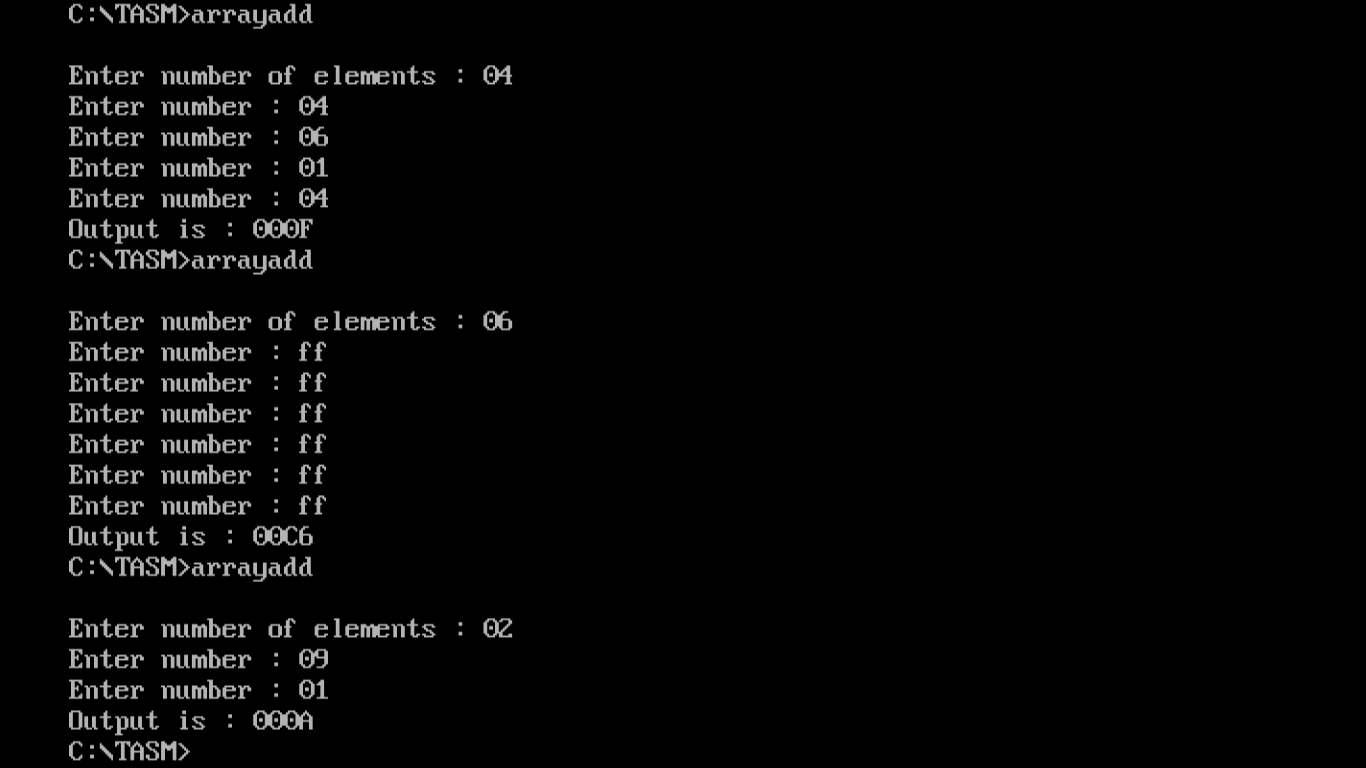 C:\TASM>arrayadd
Enter number of elements : 04
Enter number : 04
Enter number : 06
Enter number : 01
Enter number : 04
Output is : 000F
C:\TASM>arrayadd
Enter number of elements : 06
Enter number : ff
Enter number : ff
Enter number : ff
Enter number : ff
Enter number : ff
Enter number : ff
Output is : 00C6
C:\TASM>arrayadd
Enter number of elements : 02
Enter number : 09
Enter number : 01
Output is : 000A
C:\TASM>